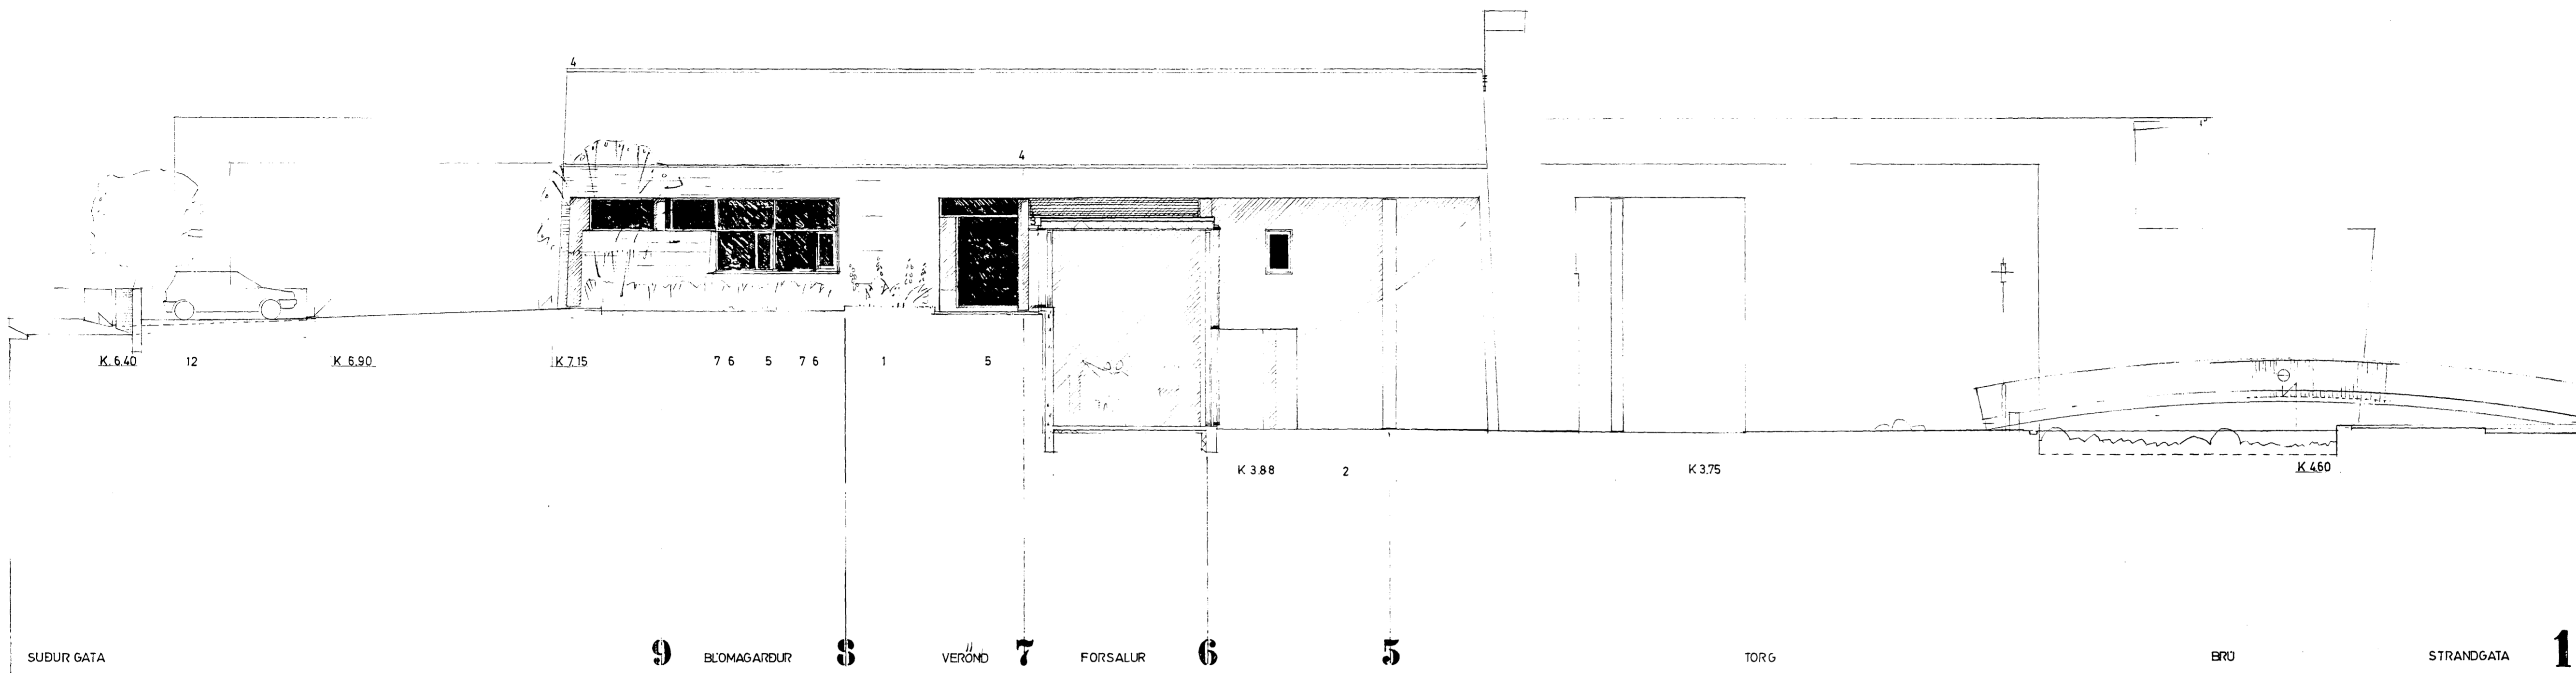 4
4
3
K. 6.40
12
K 6.90
K 7.15
7 6
5
7 6
1
5
K 3.88
2
K 3.75
K 4.60
SUÐUR GATA
9
BLÓMAGARÐUR
8
VERÖND
7
FORSALUR
6
5
TORG
BRÚ
STRANDGATA
1